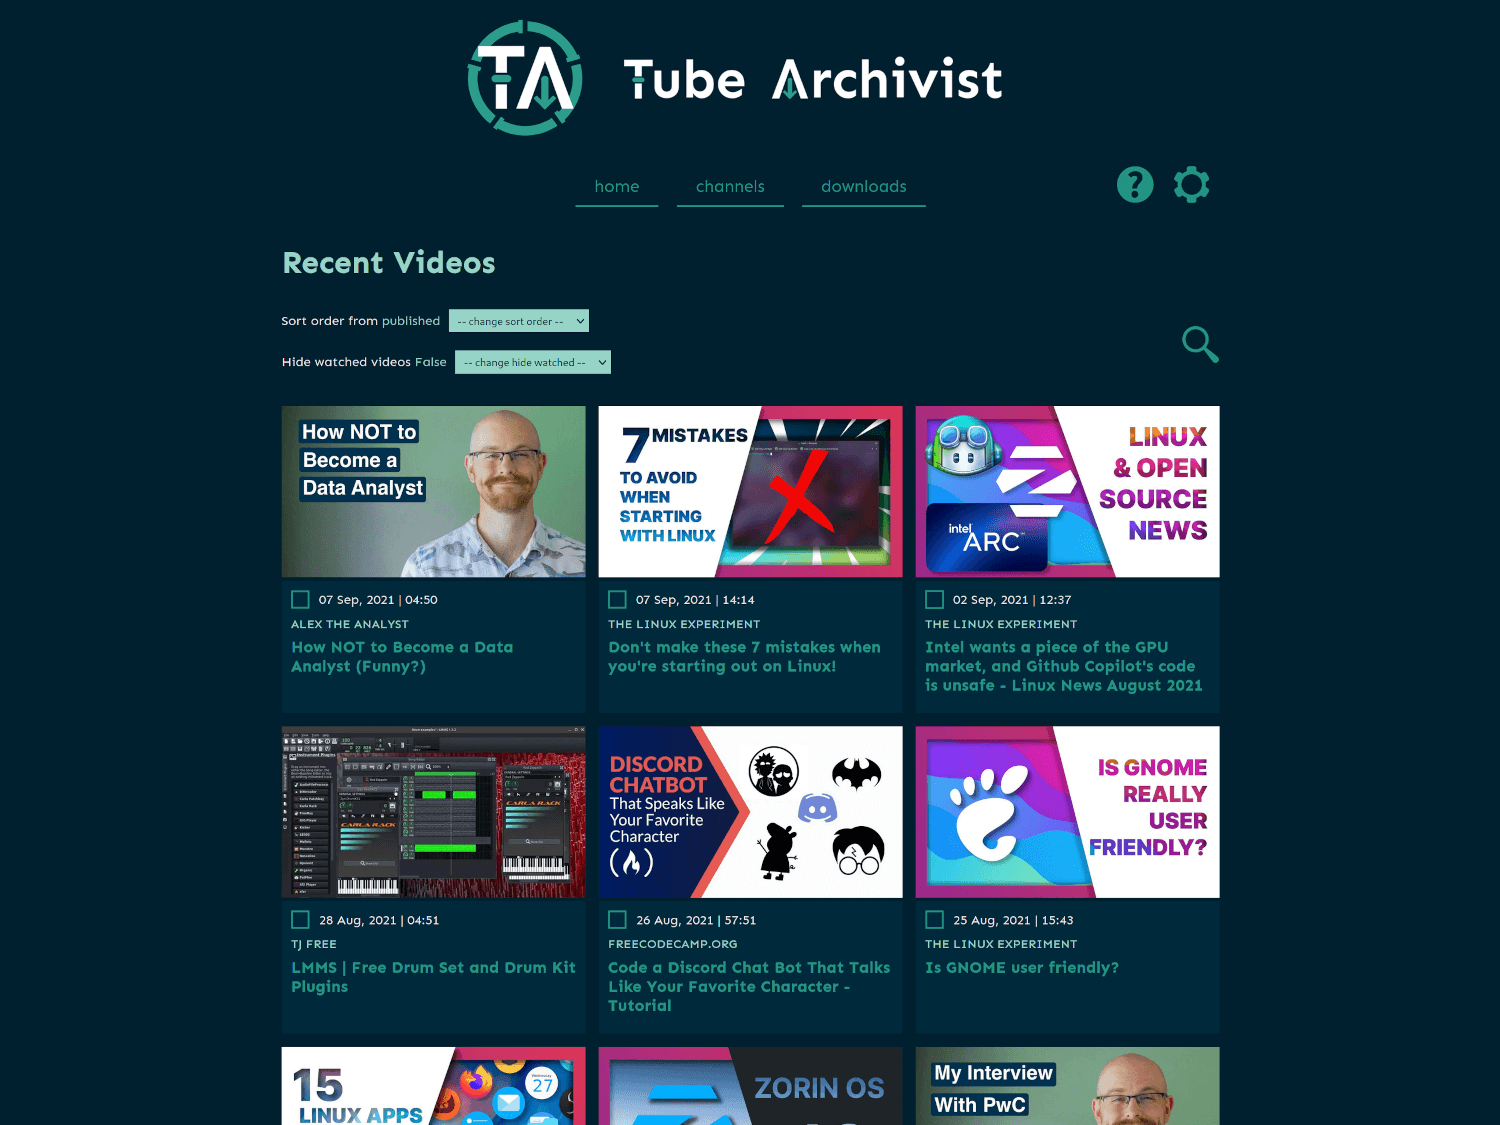 TA Tube Archivist
home channels downloads
?
Recent Videos
Sort order from published -- change sort order --
Hide watched videos False -- change hide watched --
How NOT to
Become a
Data Analyst
07 Sep, 2021 | 04:50
ALEX THE ANALYST
How NOT to Become a Data
Analyst (Funny?)
7 MISTAKES
TO AVOID
WHEN
STARTING
WITH LINUX
07 Sep, 2021 | 14:14
THE LINUX EXPERIMENT
Don't make these 7 mistakes when
you're starting out on Linux!
LINUX
& OPEN
SOURCE
NEWS
intel
ARC
02 Sep, 2021 | 12:37
THE LINUX EXPERIMENT
Intel wants a piece of the GPU
market, and Github Copilot's code
is unsafe - Linux News August 2021
CARLA RACK
CARLA RACK
28 Aug, 2021 | 04:51
TJ FREE
LMMS | Free Drum Set and Drum Kit
Plugins
DISCORD
CHATBOT
That Speaks Like
Your Favorite
Character
26 Aug, 2021 | 57:51
FREECODECAMP.ORG
Code a Discord Chat Bot That Talks
Like Your Favorite Character -
Tutorial
IS GNOME
REALLY
USER
FRIENDLY?
25 Aug, 2021 | 15:43
THE LINUX EXPERIMENT
Is GNOME user friendly?
15
LINUX APPS
Wednesday
27
ZORIN OS
My Interview
With PwC